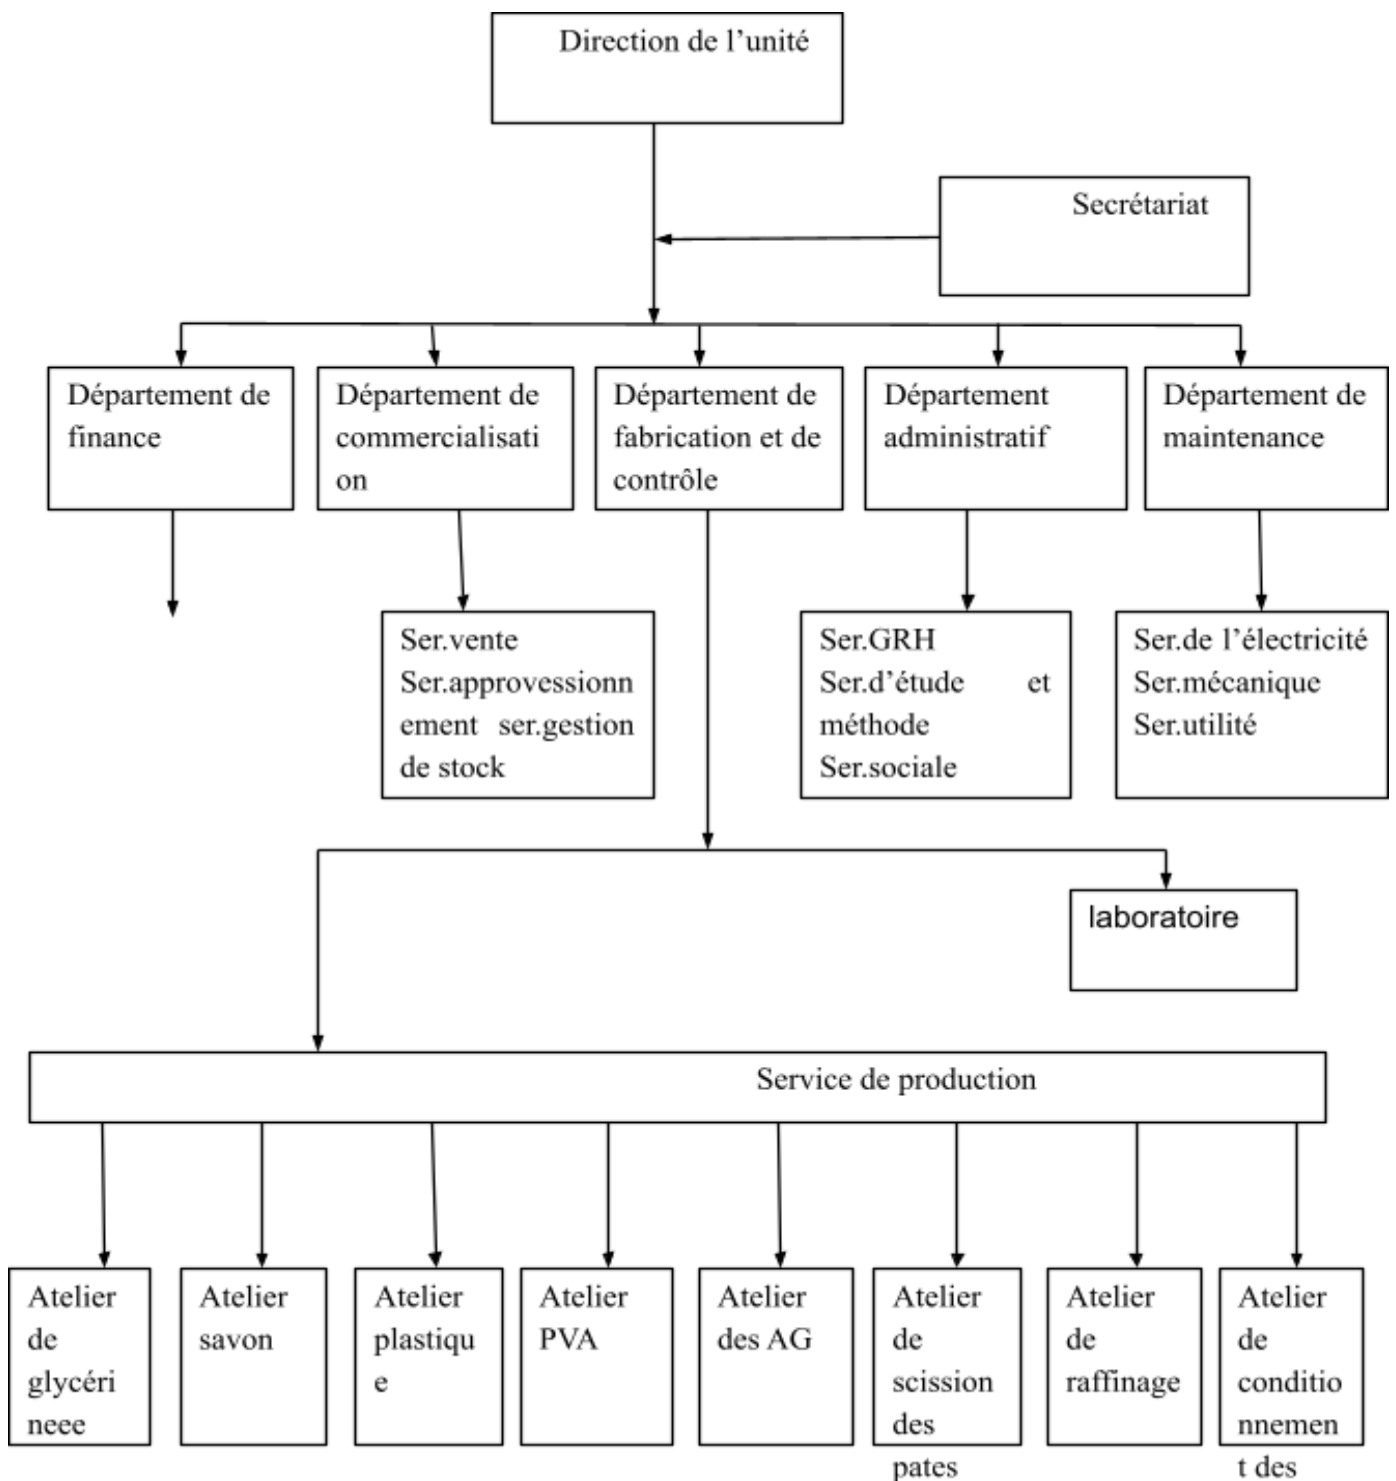 Direction de l’unité
Secrétariat
Département de
finance
Département de
commercialisati
on
Département de
fabrication et de
contrôle
Département
administratif
Département de
maintenance
Ser.vente
Ser.approvessionn
ement ser.gestion
de stock
Ser.GRH
Ser.d’étude et
méthode
Ser.sociale
Ser.de l’électricité
Ser.mécanique
Ser.utilité
laboratoire
Service de production
Atelier
de
glycéri
neee
Atelier
savon
Atelier
plastiqu
e
Atelier
PVA
Atelier
des AG
Atelier
de
scission
des
pates
Atelier
de
raffinage
Atelier
de
conditio
nnemen
t des